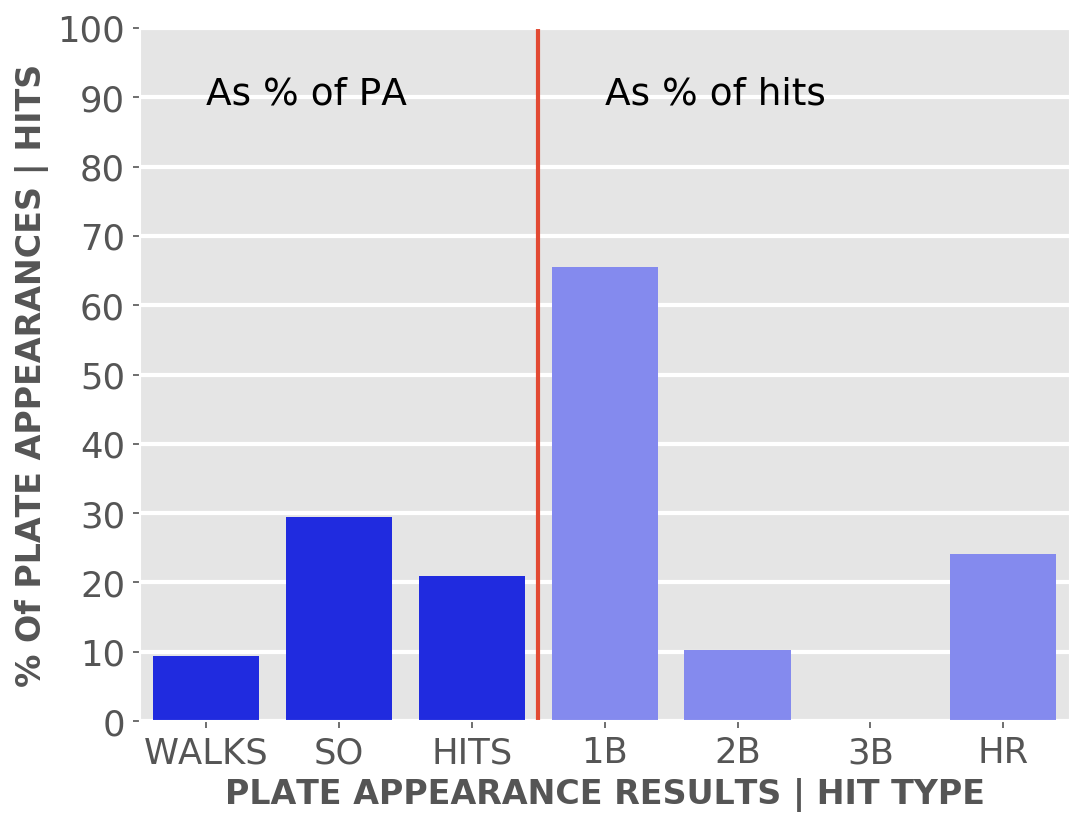 % Of PLATE APPEARANCES | HITS
100
90
80
70
60
50
40
30
20
10
0
As % of PA
As % of hits
WALKS SO HITS 1B 2B 3B HR
PLATE APPEARANCE RESULTS | HIT TYPE